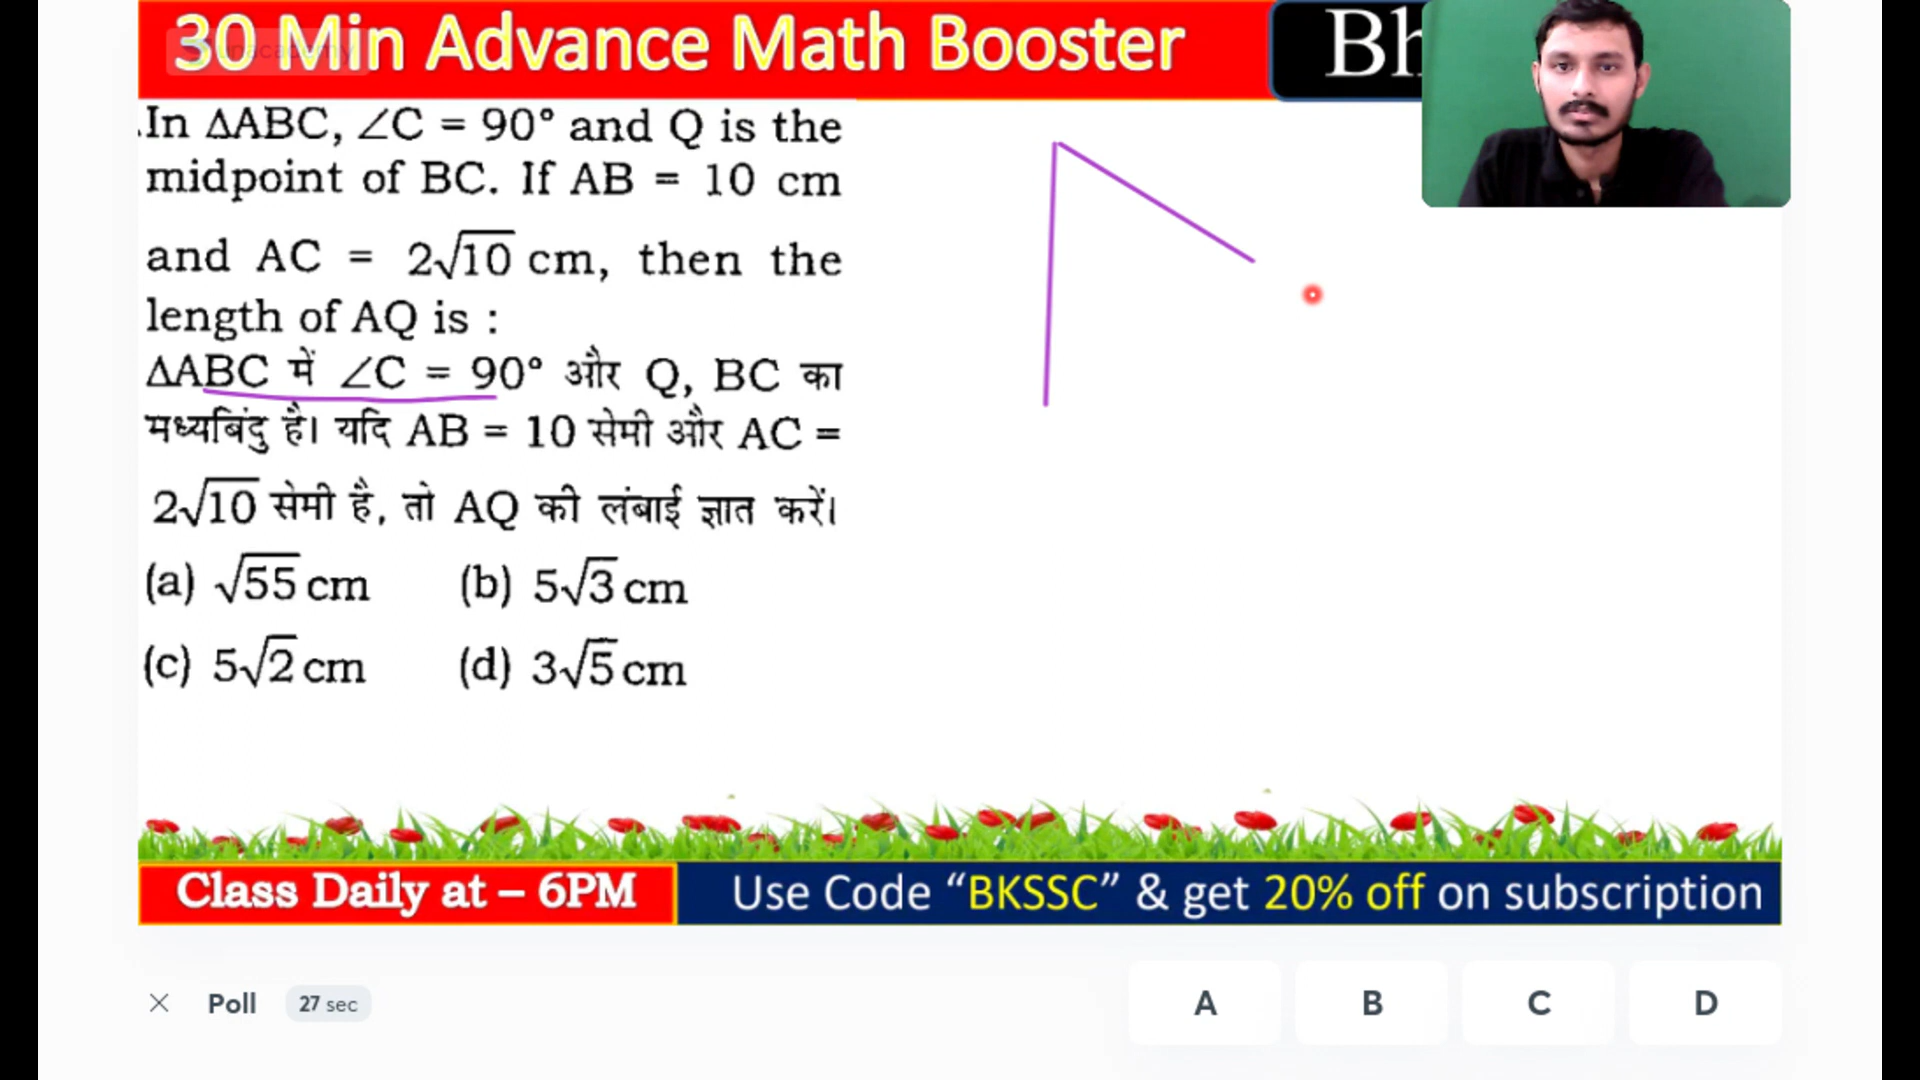 30 Min Advance Math Booster
unacademy
Bh
In ΔABC, ∠C = 90° and Q is the
midpoint of BC. If AB = 10 cm
and AC = 2√10 cm, then the
length of AQ is :
ΔABC में ∠C = 90° और Q, BC का
मध्यबिंदु है। यदि AB = 10 सेमी और AC =
2√10 सेमी है, तो AQ की लंबाई ज्ञात करें।
(a) √55 cm (b) 5√3 cm
(c) 5√2 cm (d) 3√5 cm
Class Daily at – 6PM
Use Code “BKSSC” & get 20% off on subscription
Poll 27 sec A B C D